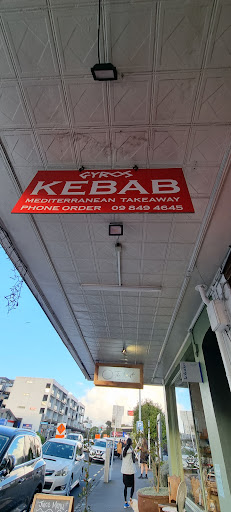 GYROS
KEBAB
MEDITERRANEAN TAKEAWAY
PHONE ORDER 09 849 4645